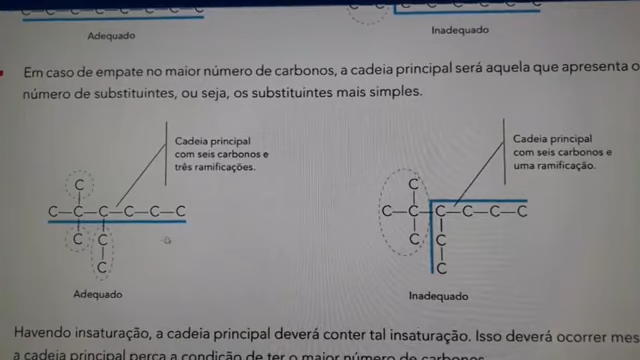 C—C—C—C—C—C—C
C C C C C C
Adequado
Inadequado
Em caso de empate no maior número de carbonos, a cadeia principal será aquela que apresenta o
número de substituintes, ou seja, os substituintes mais simples.
Cadeia principal
com seis carbonos e
três ramificações.
C
C—C—C—C—C—C
C C
C
Adequado
Cadeia principal
com seis carbonos e
uma ramificação.
C
C—C—C—C—C—C
C C
C
Inadequado
Havendo insaturação, a cadeia principal deverá conter tal insaturação. Isso deverá ocorrer mes
a cadeia principal perca a condição de ter o maior número de carbonos.